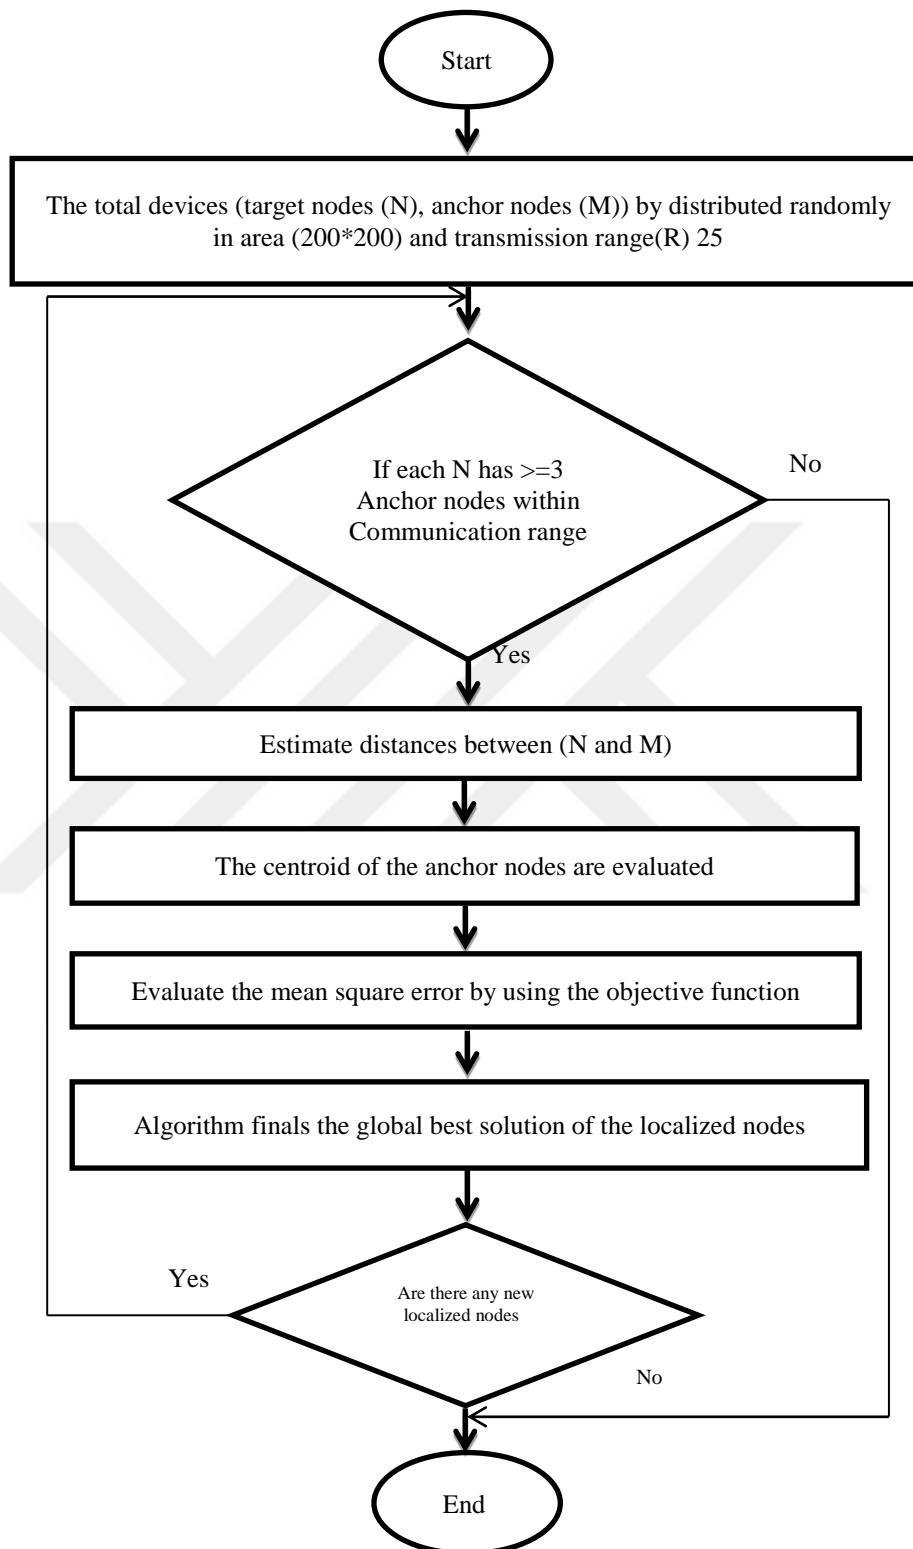 Start
The total devices (target nodes (N), anchor nodes (M)) by distributed randomly
in area (200*200) and transmission range(R) 25
If each N has >=3
Anchor nodes within
Communication range
No
Yes
Estimate distances between (N and M)
The centroid of the anchor nodes are evaluated
Evaluate the mean square error by using the objective function
Algorithm finals the global best solution of the localized nodes
Yes
Are there any new
localized nodes
No
End